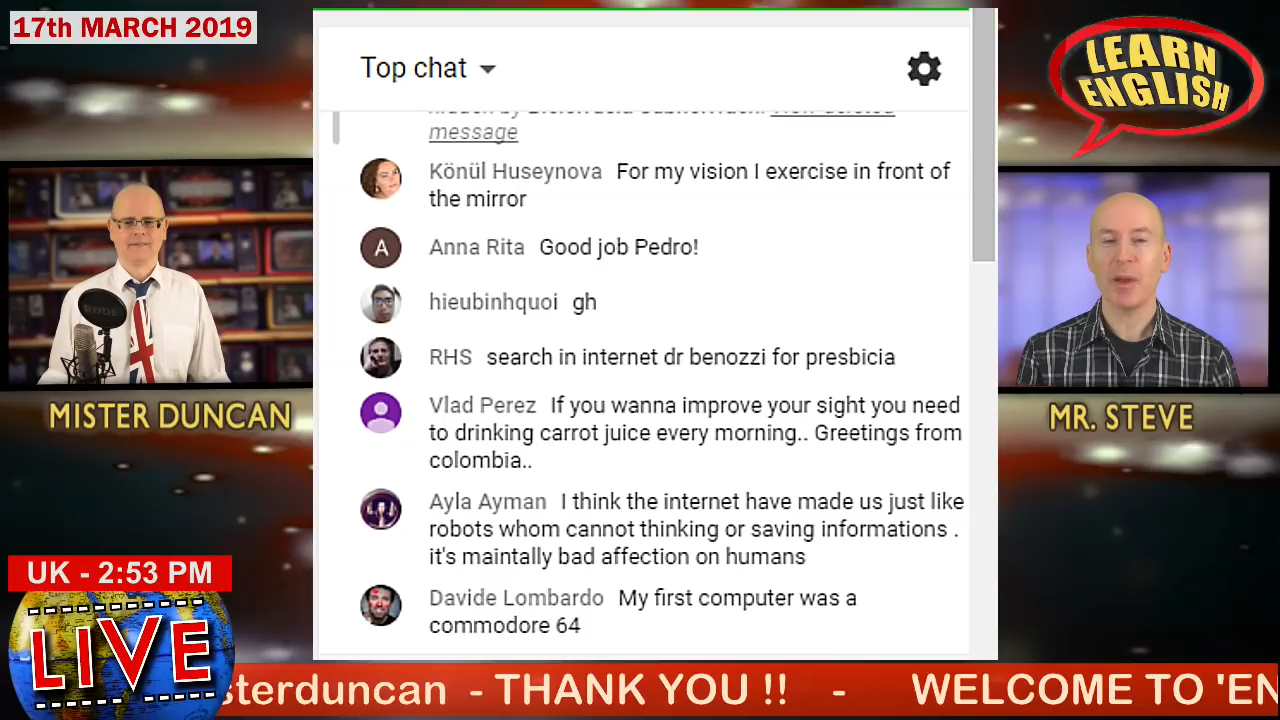 17th MARCH 2019
Top chat
message
Könül Huseynova For my vision I exercise in front of
the mirror
A
Anna Rita Good job Pedro!
hieubinhquoi gh
RHS search in internet dr benozzi for presbicia
Vlad Perez If you wanna improve your sight you need
to drinking carrot juice every morning.. Greetings from
colombia..
Ayla Ayman I think the internet have made us just like
robots whom cannot thinking or saving informations .
it's maintally bad affection on humans
Davide Lombardo My first computer was a
commodore 64
LEARN
ENGLISH
MISTER DUNCAN
MR. STEVE
UK - 2:53 PM
LIVE
sterduncan - THANK YOU !! - WELCOME TO 'EN